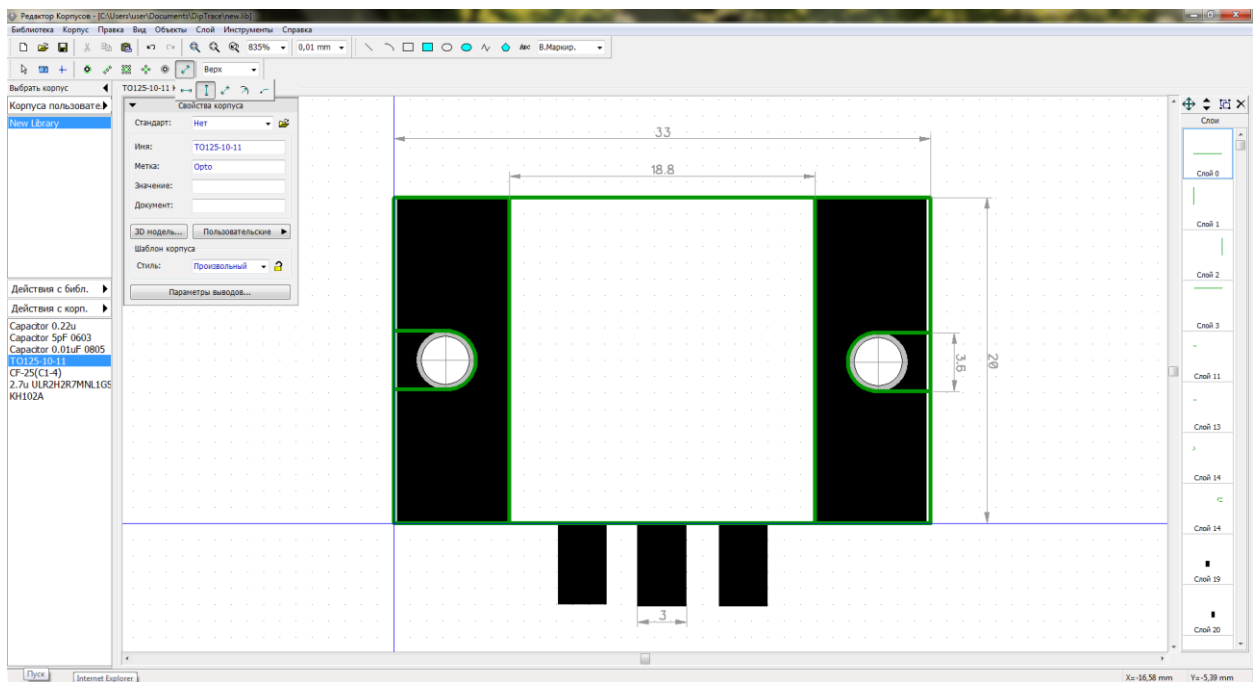 Редактор Корпусов - [C:\Users\user\Documents\DipTrace\new.lib]
Библиотека Корпус Правка Вид Объекты Слой Инструменты Справка
835% 0,01 mm Abc В.Маркир.
Верх
Выбрать корпус
TO125-10-11
Корпуса пользовате.
New Library
Свойства корпуса
Стандарт: Нет
Имя: TO125-10-11
Метка: Opto
Значение:
Документ:
3D модель... Пользовательские
Шаблон корпуса
Стиль: Произвольный
Параметры выводов...
Действия с библ.
Действия с корп.
Capactor 0.22u
Capactor 5pF 0603
Capactor 0.01uF 0805
TO125-10-11
CF-25(C1-4)
2.7u ULR2H2R7MNL1GS
KH102A
33
18.8
3.6
20
3
Слои
Слой 0
Слой 1
Слой 2
Слой 3
Слой 11
Слой 13
Слой 14
Слой 14
Слой 19
Слой 20
Пуск
Internet Explorer
X=-16,58 mm Y=-5,39 mm